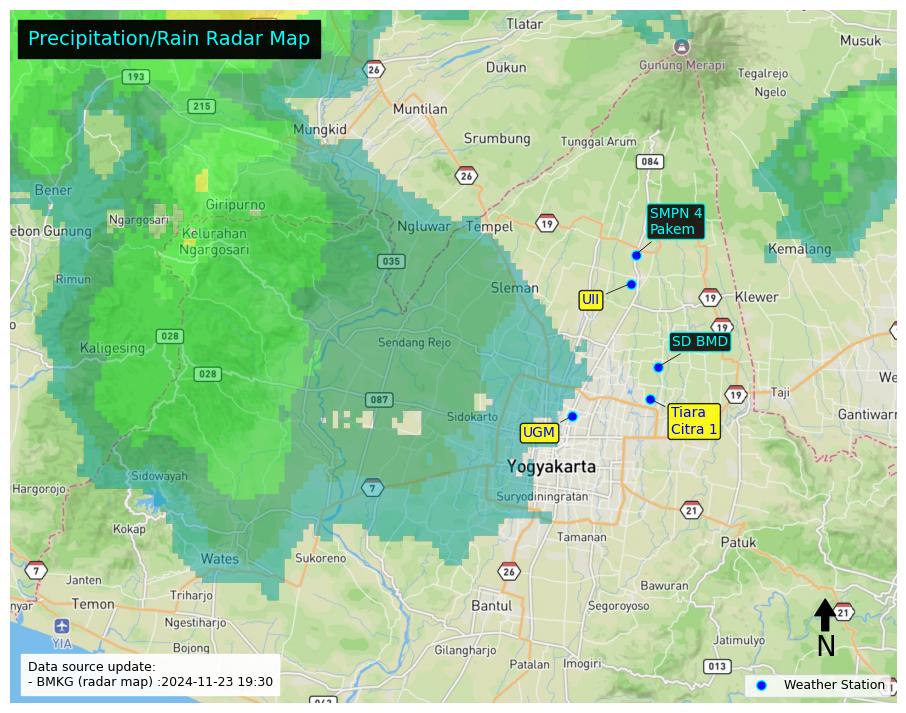 Precipitation/Rain Radar Map
Tlatar
Musuk
193
26
Dukun
Gunung Merapi
Tegalrejo
Ngelo
215
Muntilan
Mungkid
Srumbung
Tunggal Arum
084
26
Bener
Giripurno
Ngargosari
19
SMPN 4
Pakem
ebon Gunung
Kelurahan
Ngargosari
Ngluwar
Tempel
Kemalang
035
Rimun
Sleman
UII
19
Klewer
19
028
Kaligesing
Sendang Rejo
SD BMD
028
We
087
19
Taji
Sidokarto
UGM
Tiara
Citra 1
Gantiwarn
Yogyakarta
Sidowayah
Hargorojo
7
Suryodiningratan
21
Kokap
Tamanan
Patuk
Wates
Sukoreno
7
26
Janten
Bawuran
nyar
Temon
Triharjo
Bantul
Segoroyoso
21
Ngestiharjo
YIA
Jatimulyo
N
Bojong
Gilangharjo
Patalan
Imogiri
013
Data source update:
- BMKG (radar map) :2024-11-23 19:30
Weather Station